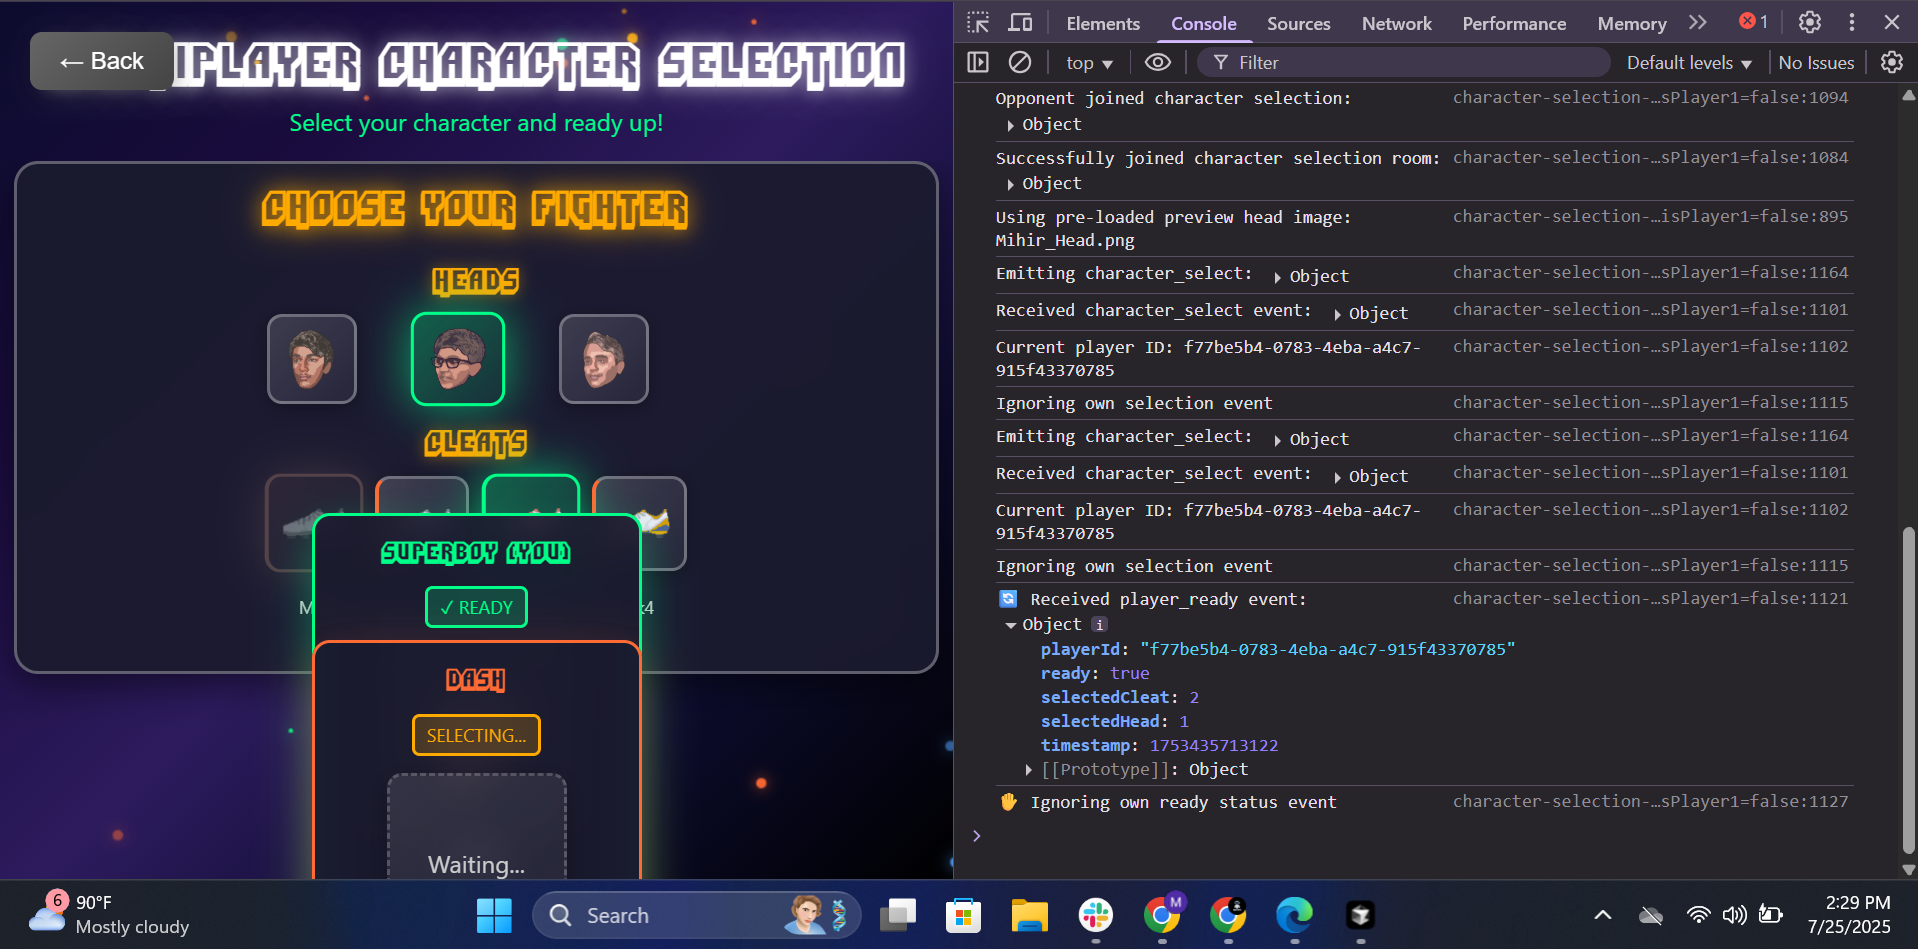 ← Back
IPLAYER CHARACTER SELECTION
Select your character and ready up!
CHOOSE YOUR FIGHTER
HEADS
CLEATS
M
k4
SUPERBOY (YOU)
✓ READY
DASH
SELECTING...
Waiting...
Elements Console Sources Network Performance Memory 1
top Filter Default levels No Issues
Opponent joined character selection: character-selection-…sPlayer1=false:1094
Object
Successfully joined character selection room: character-selection-…sPlayer1=false:1084
Object
Using pre-loaded preview head image: character-selection-…isPlayer1=false:895
Mihir_Head.png
Emitting character_select: Object character-selection-…sPlayer1=false:1164
Received character_select event: Object character-selection-…sPlayer1=false:1101
Current player ID: f77be5b4-0783-4eba-a4c7- character-selection-…sPlayer1=false:1102
915f43370785
Ignoring own selection event character-selection-…sPlayer1=false:1115
Emitting character_select: Object character-selection-…sPlayer1=false:1164
Received character_select event: Object character-selection-…sPlayer1=false:1101
Current player ID: f77be5b4-0783-4eba-a4c7- character-selection-…sPlayer1=false:1102
915f43370785
Ignoring own selection event character-selection-…sPlayer1=false:1115
Received player_ready event: character-selection-…sPlayer1=false:1121
Object i
playerId: "f77be5b4-0783-4eba-a4c7-915f43370785"
ready: true
selectedCleat: 2
selectedHead: 1
timestamp: 1753435713122
[[Prototype]]: Object
Ignoring own ready status event character-selection-…sPlayer1=false:1127
6
90°F
Mostly cloudy
Search
M
2:29 PM
7/25/2025